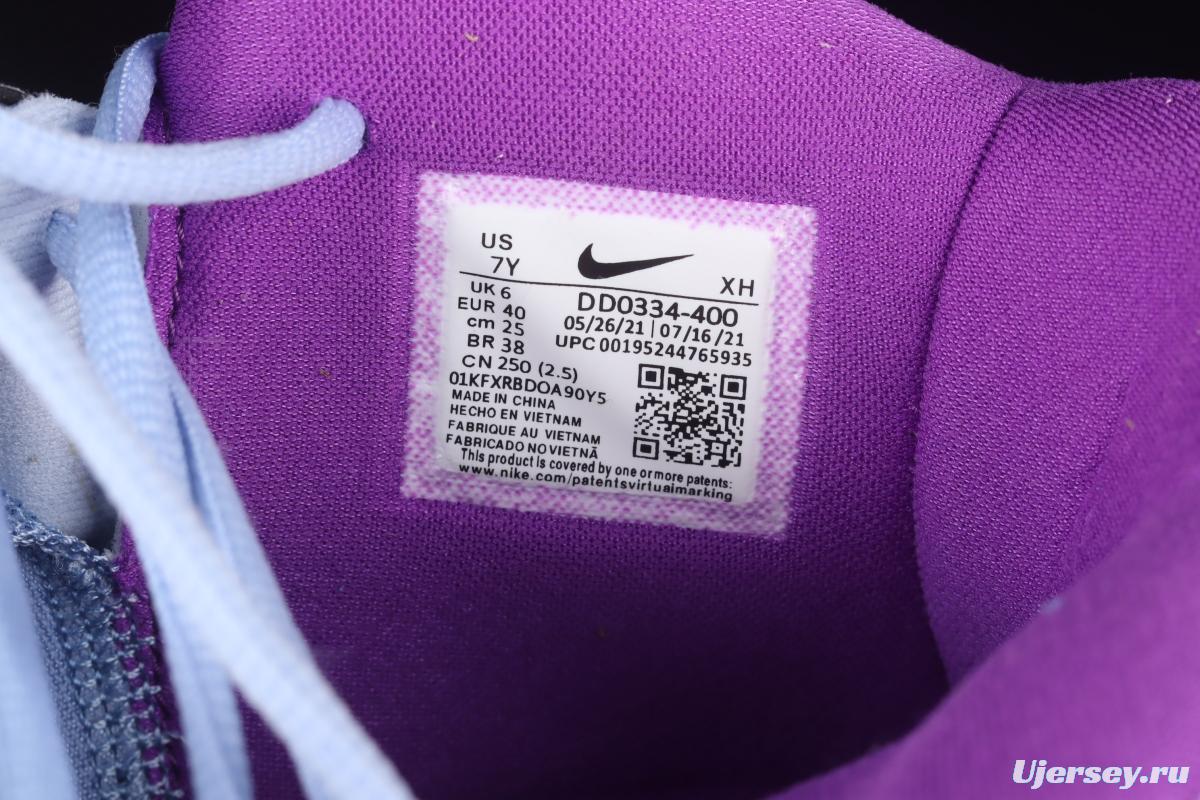 US
7Y
XH
UK 6
EUR 40
cm 25
BR 38
CN 250 (2.5)
DD0334-400
05/26/21 | 07/16/21
UPC 00195244765935
01KFXRBDOA90Y5
MADE IN CHINA
HECHO EN VIETNAM
FABRIQUE AU VIETNAM
FABRICADO NOVIETNÃ
This product is covered by one or more patents:
www.nike.com/patentsvirtualmarking
Ujersey.ru